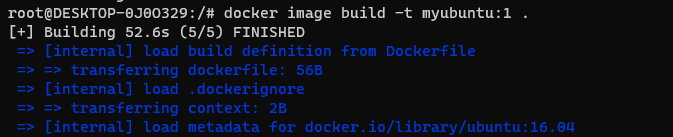 root@DESKTOP-0J0O329:/# docker image build -t myubuntu:1 .
[+] Building 52.6s (5/5) FINISHED
=> [internal] load build definition from Dockerfile
=> => transferring dockerfile: 56B
=> [internal] load .dockerignore
=> => transferring context: 2B
=> [internal] load metadata for docker.io/library/ubuntu:16.04